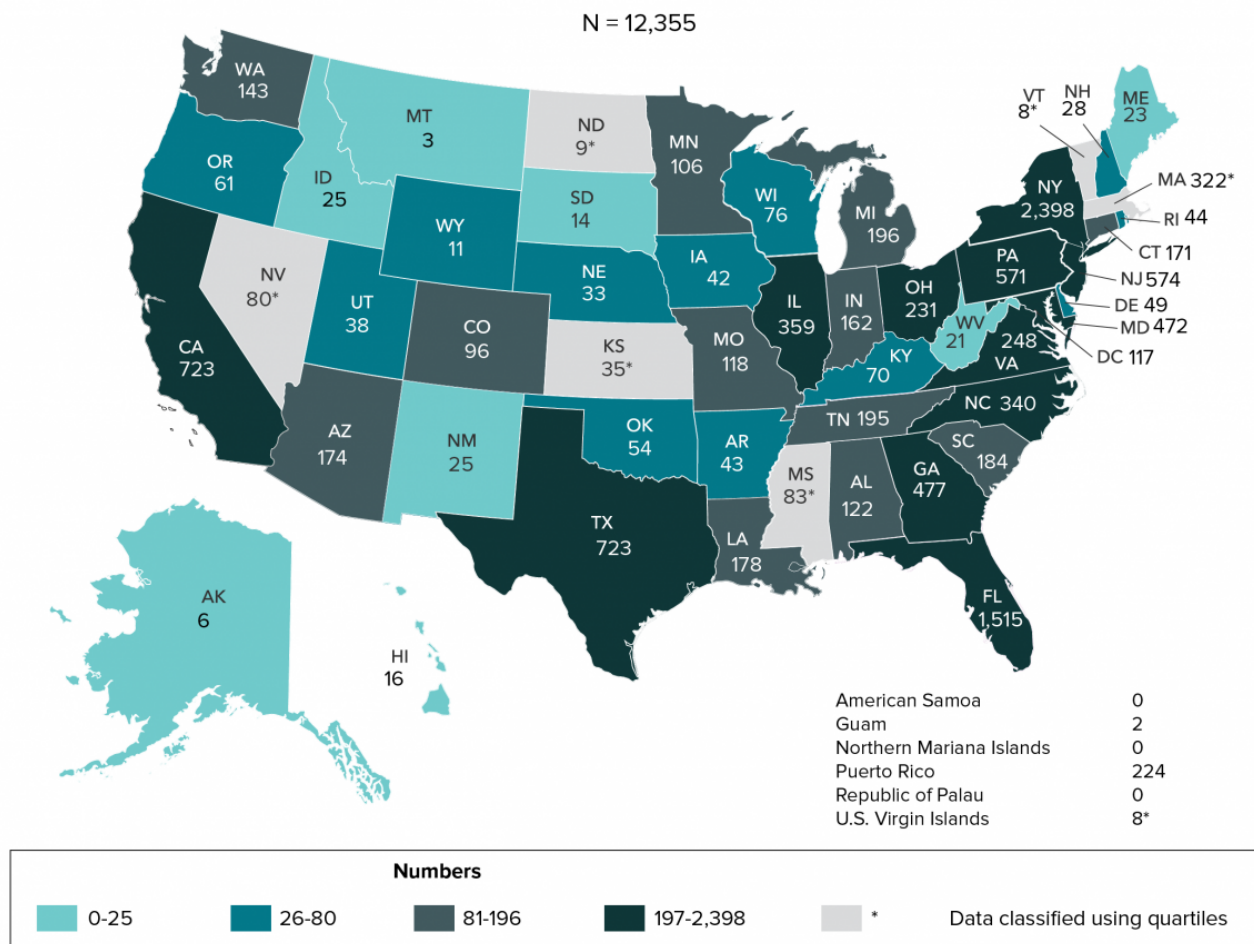 N = 12,355
WA
143
MT
3
ND
9*
MN
106
VT
8*
NH
28
ME
23
OR
61
ID
25
SD
14
WI
76
MI
196
NY
2,398
MA 322*
RI 44
CT 171
WY
11
NV
80*
UT
38
NE
33
IA
42
PA
571
NJ 574
DE 49
MD 472
DC 117
CA
723
CO
96
KS
35*
MO
118
IL
359
IN
162
OH
231
WV
21
248
VA
KY
70
NC 340
TN 195
AZ
174
NM
25
OK
54
AR
43
SC
184
MS
83*
AL
122
GA
477
TX
723
LA
178
FL
1,515
AK
6
HI
16
American Samoa 0
Guam 2
Northern Mariana Islands 0
Puerto Rico 224
Republic of Palau 0
U.S. Virgin Islands 8*
Numbers
0-25 26-80 81-196 197-2,398 * Data classified using quartiles